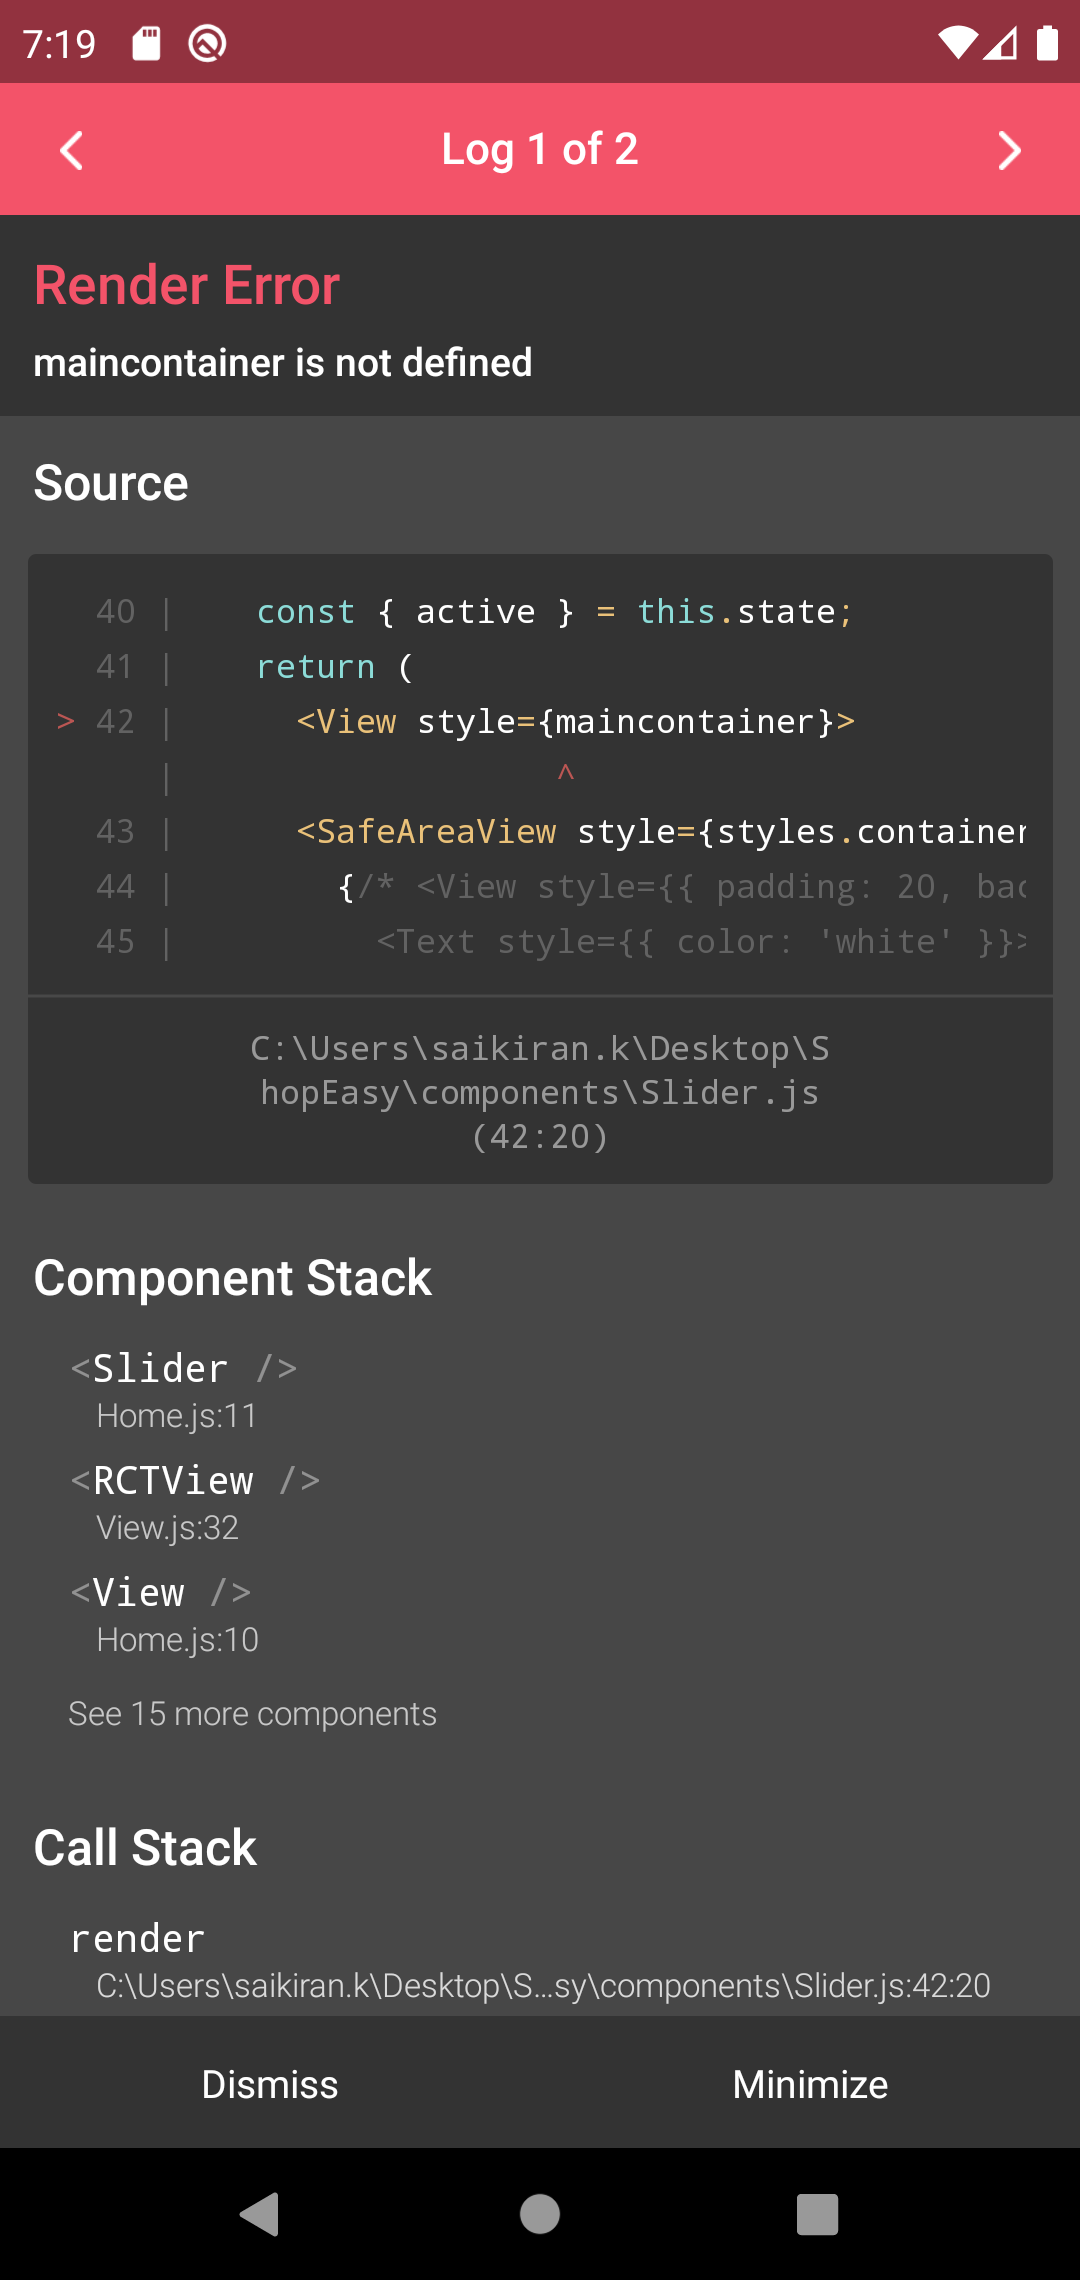 7:19
Log 1 of 2
Render Error
maincontainer is not defined
Source
40 | const { active } = this.state;
41 | return (
> 42 | <View style={maincontainer}>
| ^
43 | <SafeAreaView style={styles.container
44 | {/* <View style={{ padding: 20, bac
45 | <Text style={{ color: 'white' }}>
C:\Users\saikiran.k\Desktop\S
hopEasy\components\Slider.js
(42:20)
Component Stack
<Slider />
Home.js:11
<RCTView />
View.js:32
<View />
Home.js:10
See 15 more components
Call Stack
render
C:\Users\saikiran.k\Desktop\S...sy\components\Slider.js:42:20
Dismiss Minimize